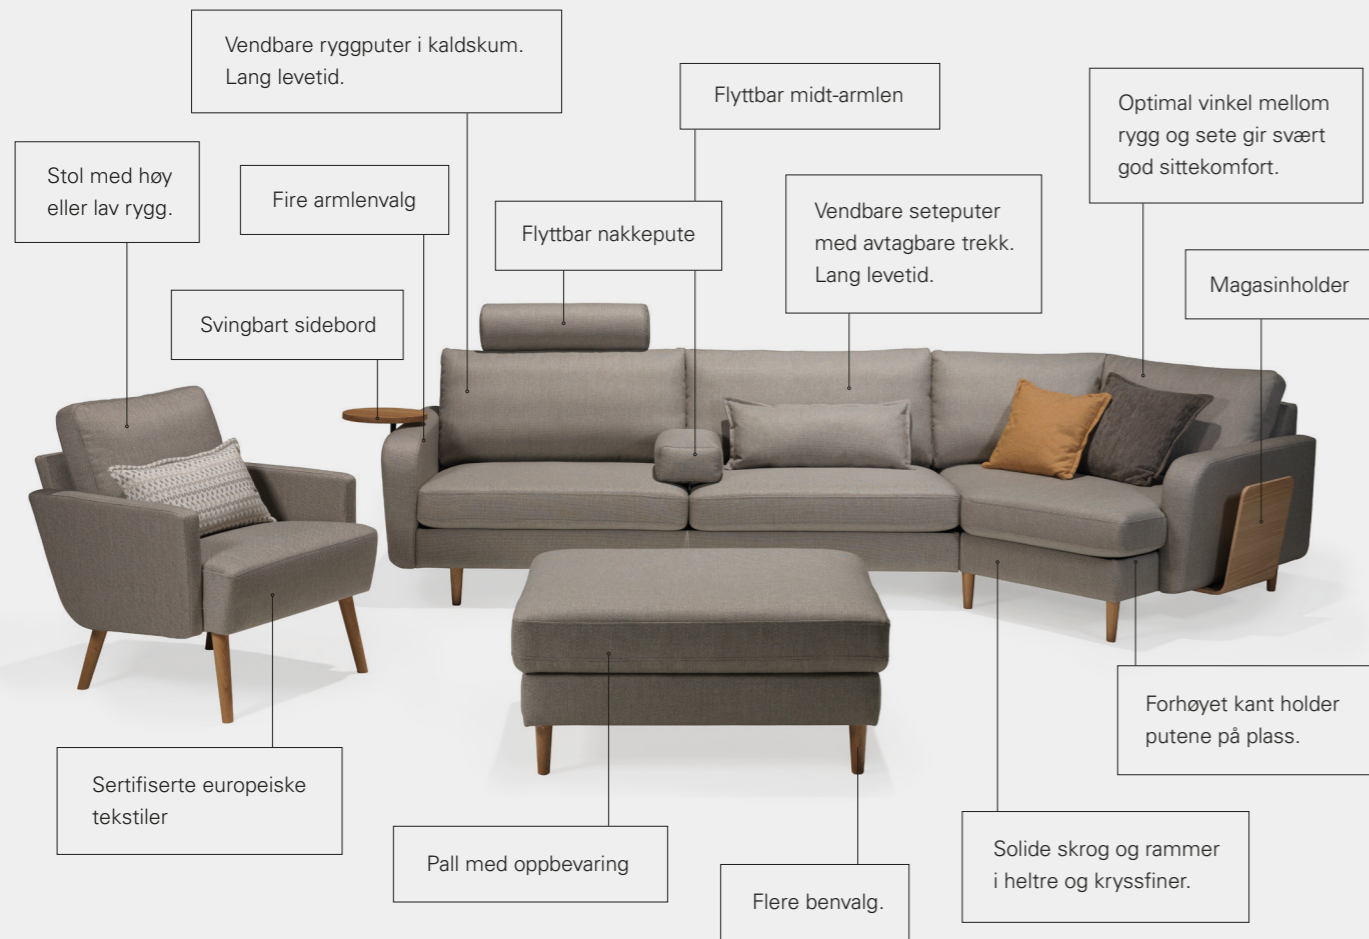 Vendbare ryggputer i kaldskum.
Lang levetid.
Flyttbar midt-armlen
Optimal vinkel mellom
rygg og sete gir svært
god sittekomfort.
Stol med høy
eller lav rygg.
Fire armlenvalg
Flyttbar nakkepute
Vendbare seteputer
med avtagbare trekk.
Lang levetid.
Magasinholder
Svingbart sidebord
Forhøyet kant holder
putene på plass.
Sertifiserte europeiske
tekstiler
Pall med oppbevaring
Flere benvalg.
Solide skrog og rammer
i heltre og kryssfiner.